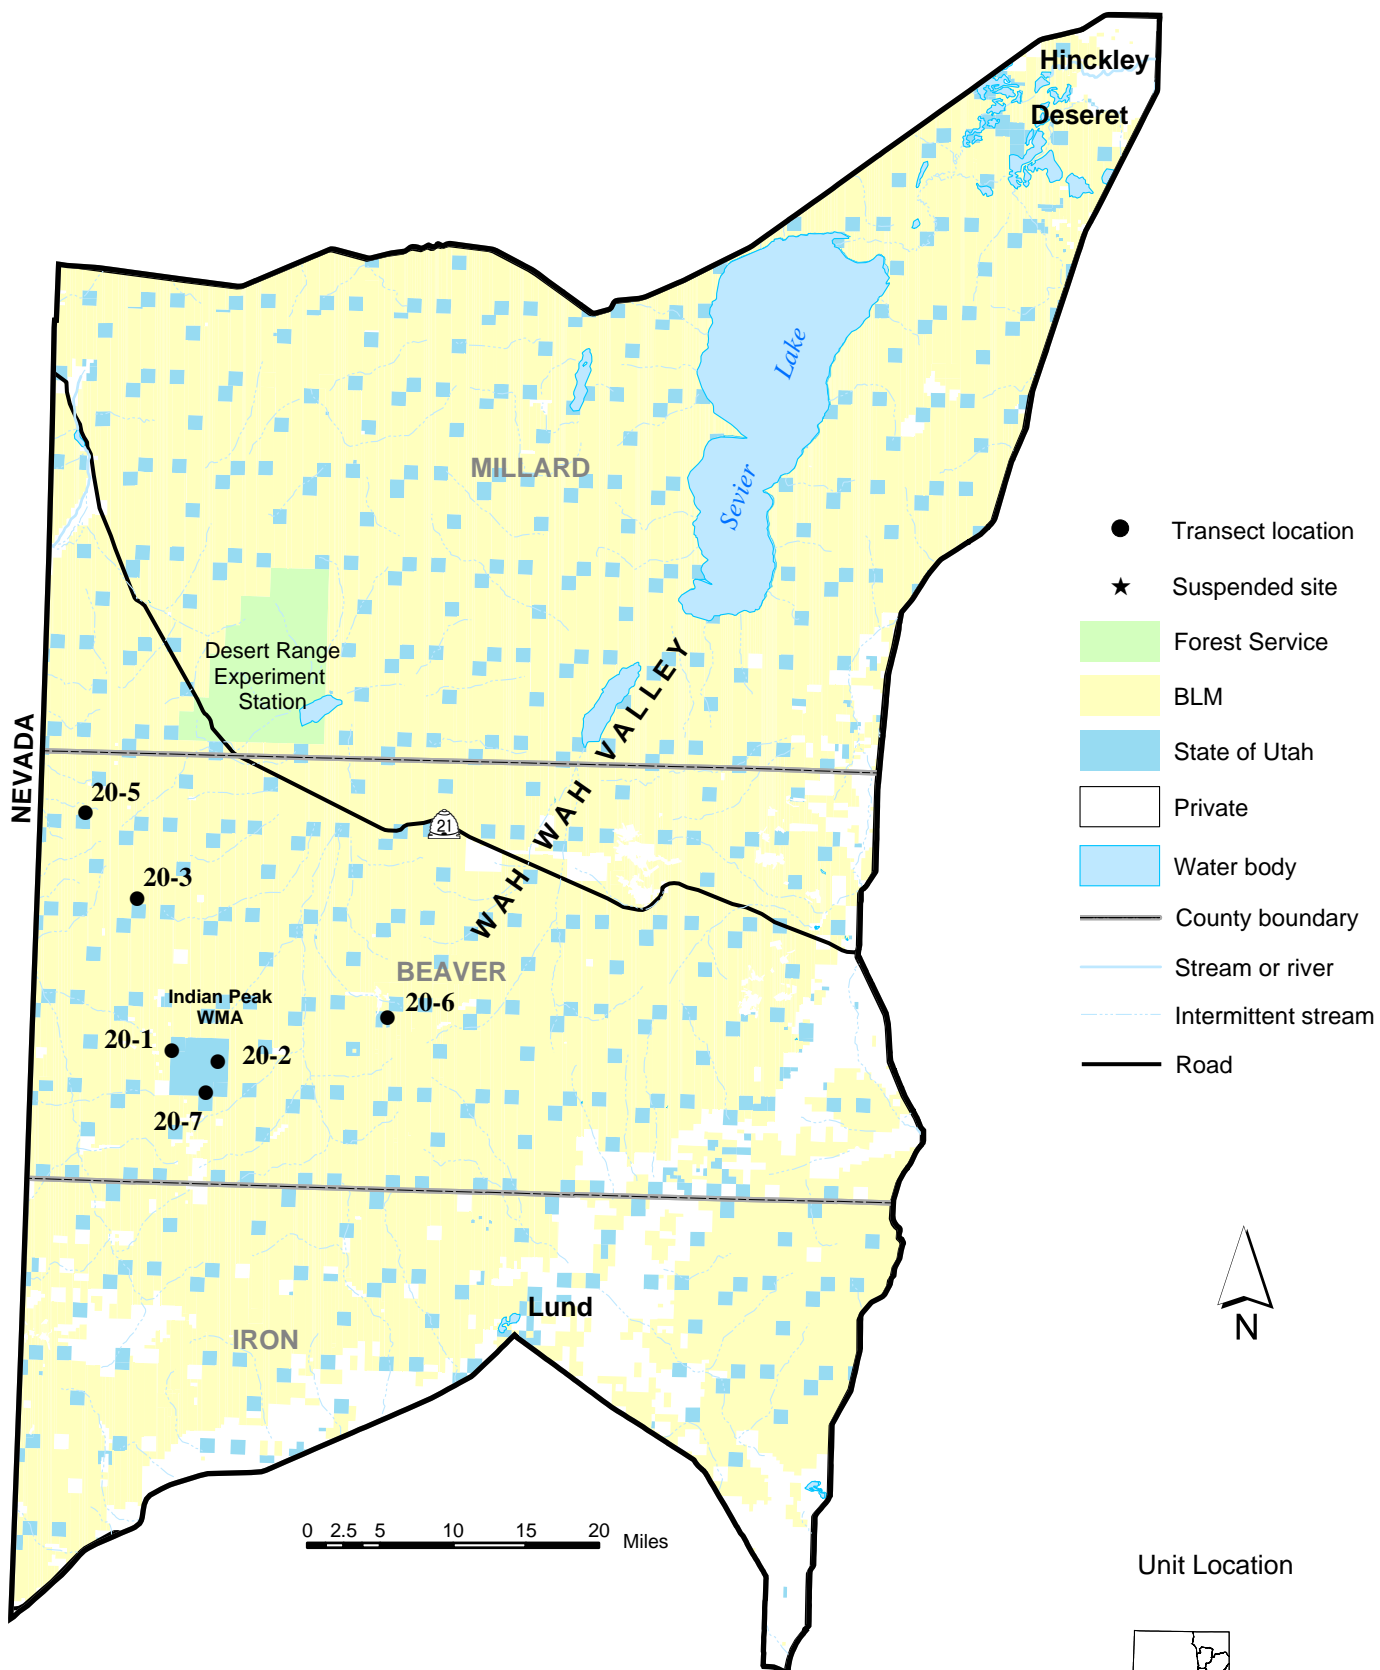 Hinckley
Deseret
Lake
Sevier
MILLARD
Transect location
Suspended site
Forest Service
BLM
State of Utah
Private
Water body
County boundary
Stream or river
Intermittent stream
Road
Desert Range
Experiment
Station
WAH WAH VALLEY
NEVADA
20-5
21
20-3
BEAVER
Indian Peak
WMA
20-6
20-1
20-2
20-7
Lund
IRON
N
0 2.5 5 10 15 20 Miles
Unit Location